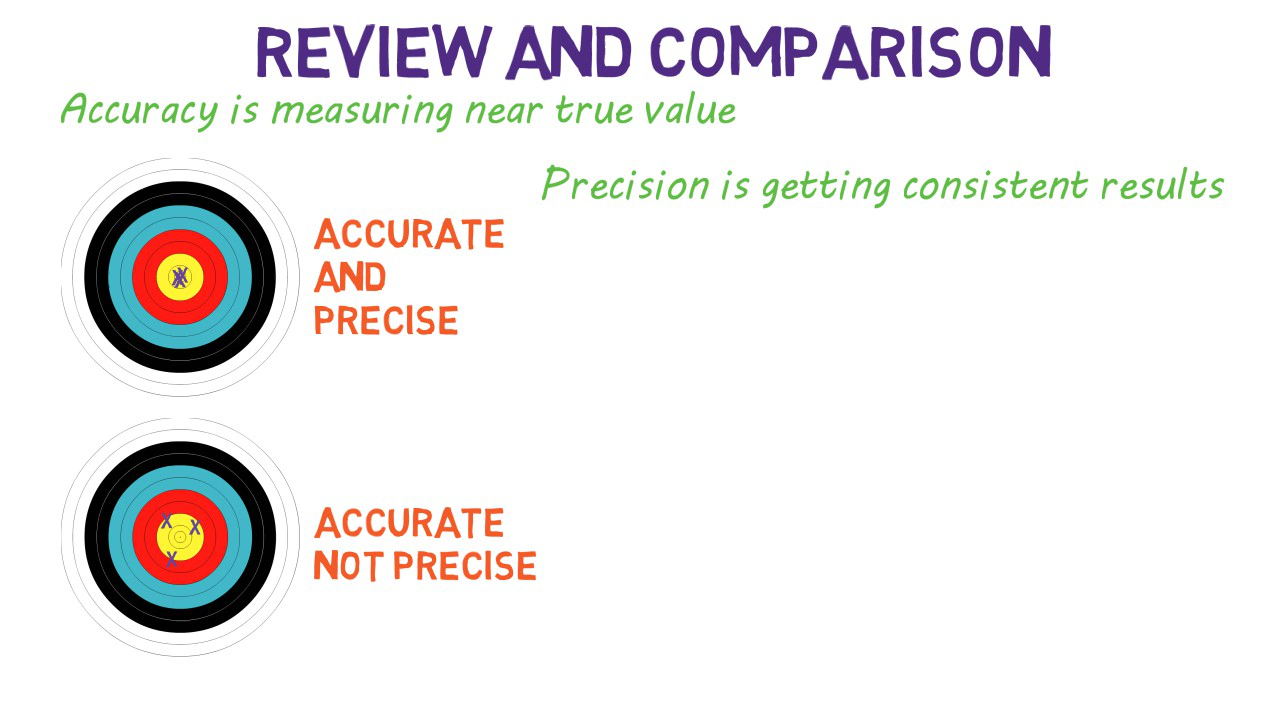 REVIEW AND COMPARISON
Accuracy is measuring near true value
Precision is getting consistent results
ACCURATE
AND
PRECISE
X
X
X
ACCURATE
NOT PRECISE
X
X
X